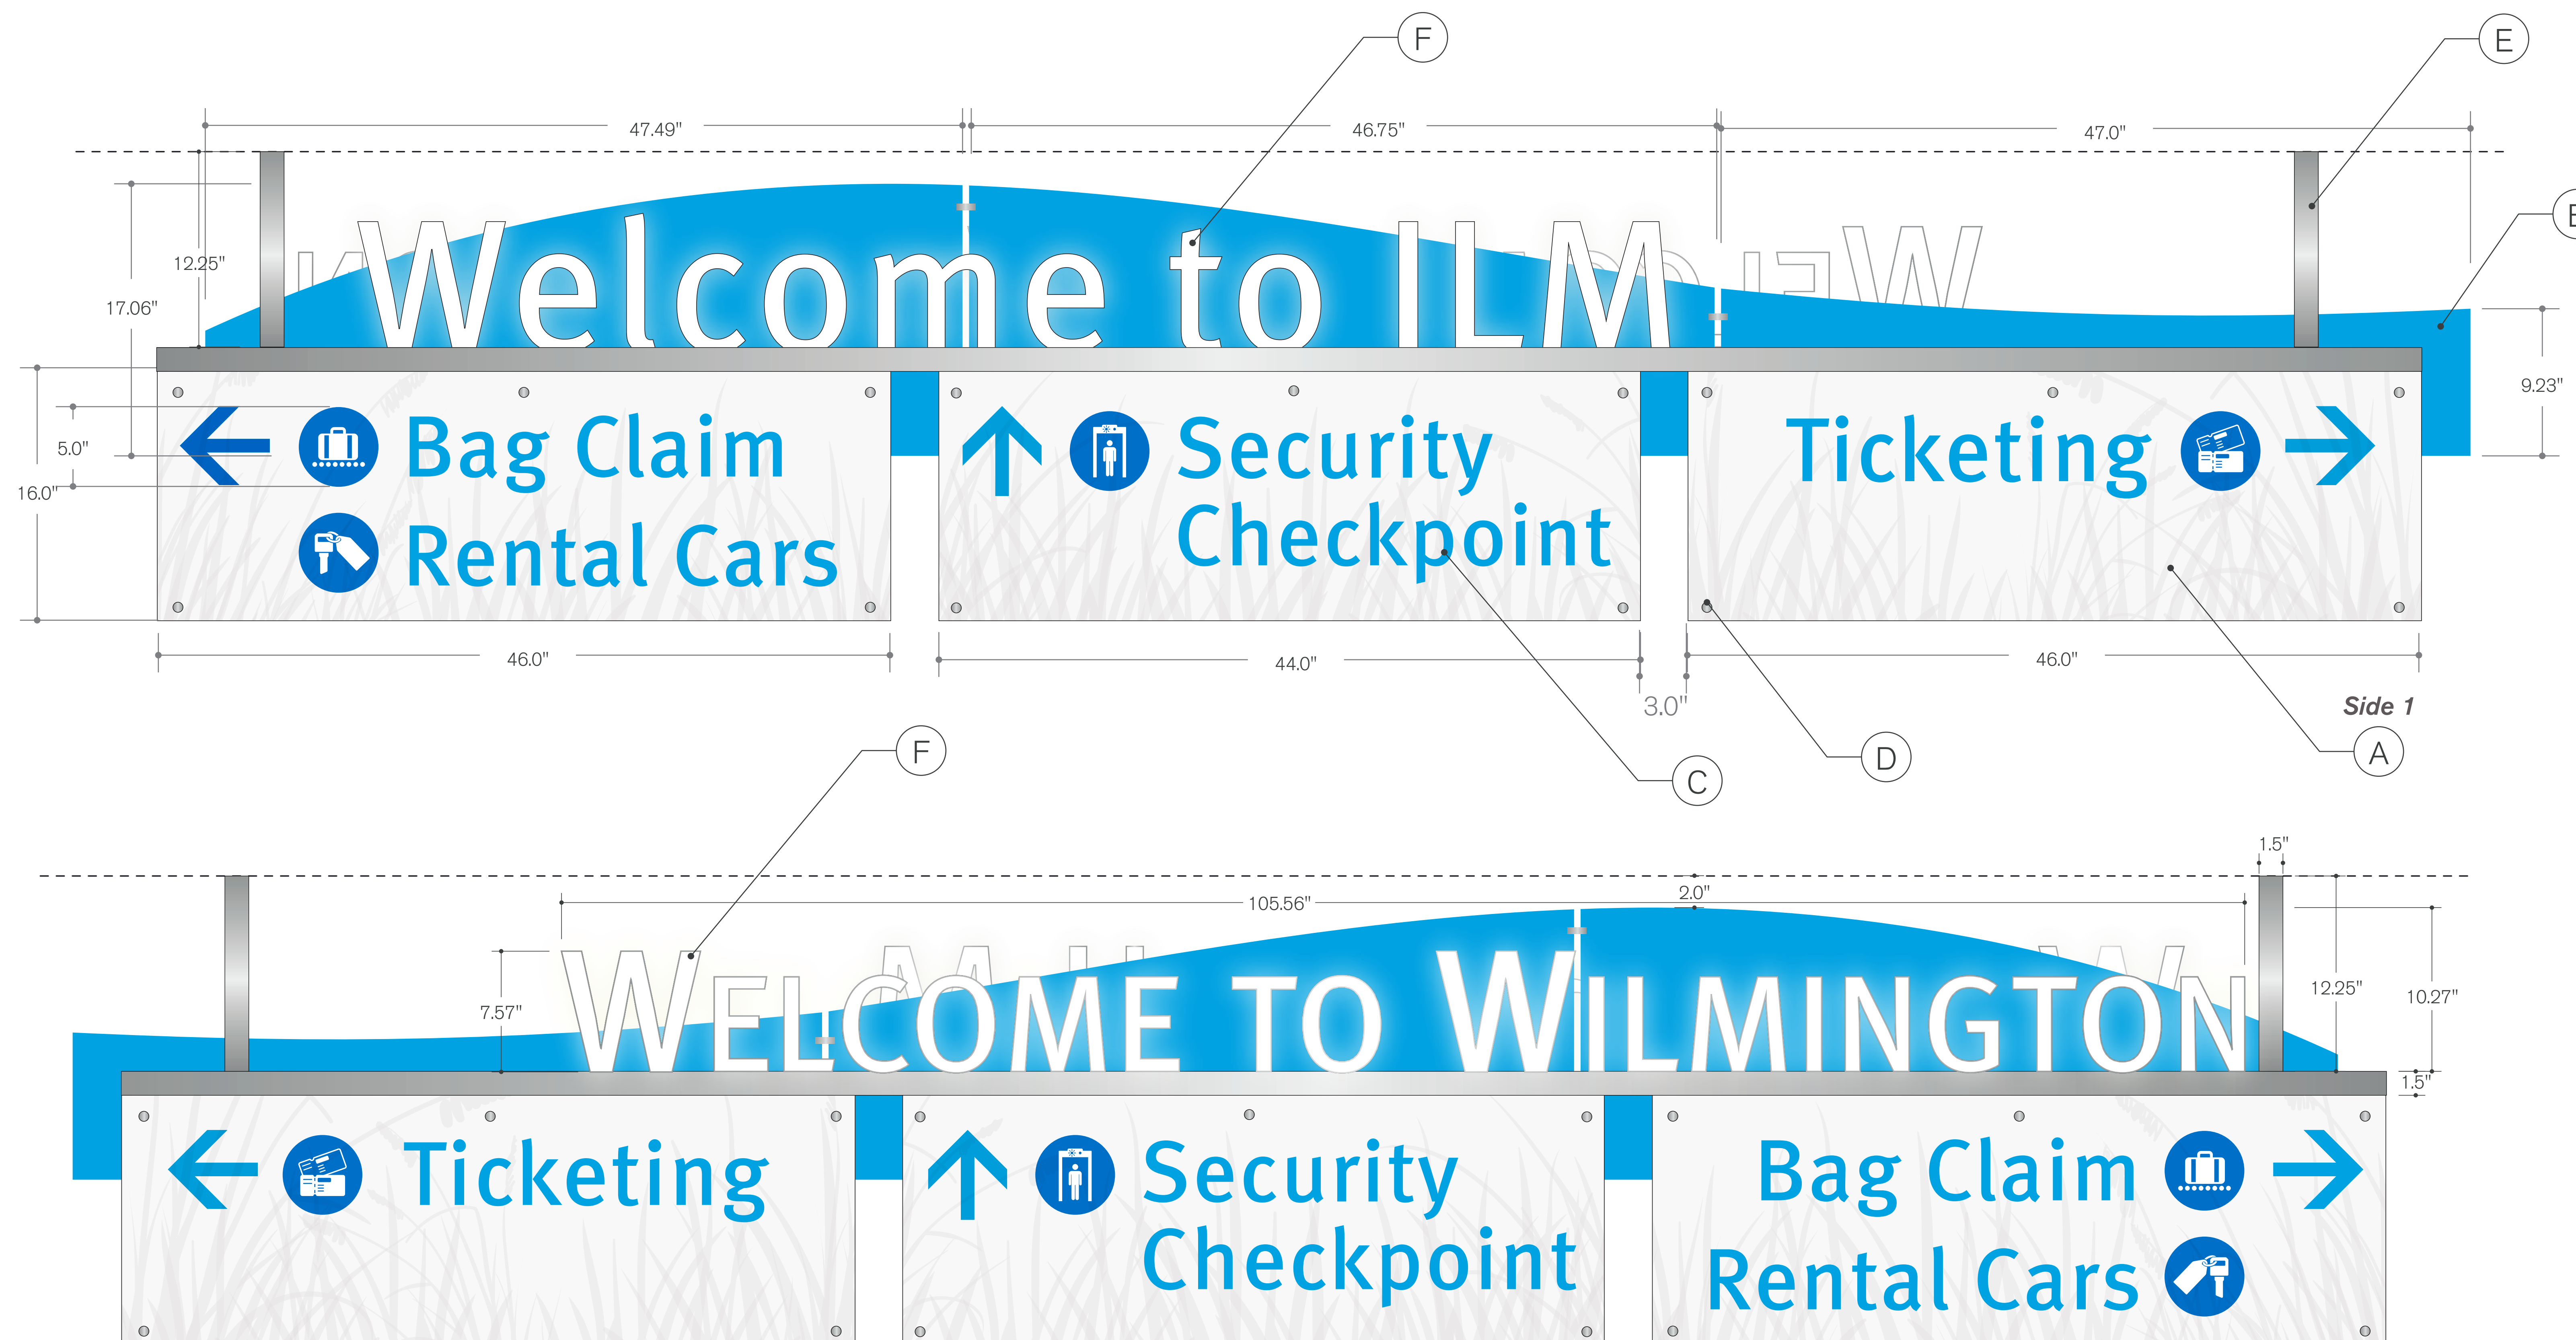 F
E
47.49"
46.75"
47.0"
12.25"
17.06"
Welcome to ILM
9.23"
5.0"
16.0"
Bag Claim
Rental Cars
Security
Checkpoint
Ticketing
46.0"
44.0"
3.0"
46.0"
Side 1
F
C
D
A
1.5"
2.0"
105.56"
7.57"
WELCOME TO WILMINGTON
12.25"
10.27"
1.5"
Ticketing
Security
Checkpoint
Bag Claim
Rental Cars